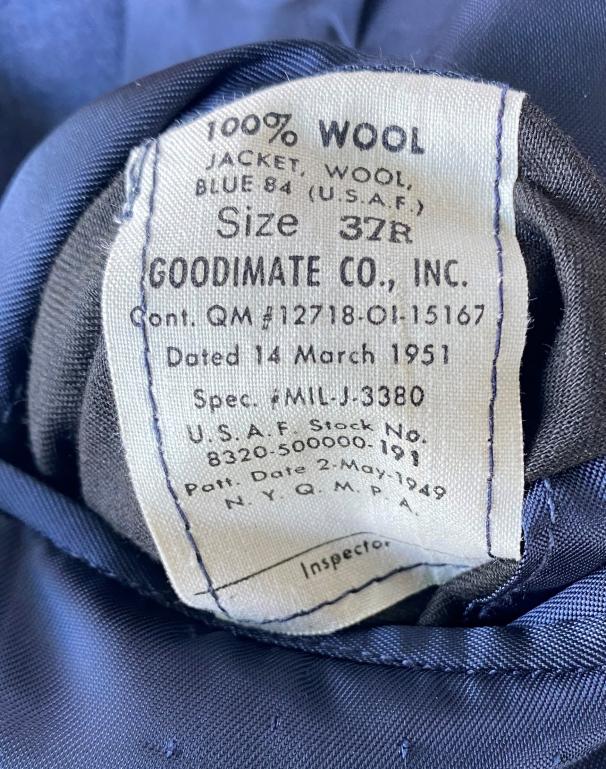 100% WOOL
JACKET, WOOL,
BLUE 84 (U.S.A.F.)
Size 37R
GOODIMATE CO., INC.
Cont. QM #12718-OI-15167
Dated 14 March 1951
Spec. #MIL-J-3380
U.S.A.F. Stock No.
8320-500000-191
Patt. Date 2-May-1949
N. Y. Q. M. P. A.
Inspector